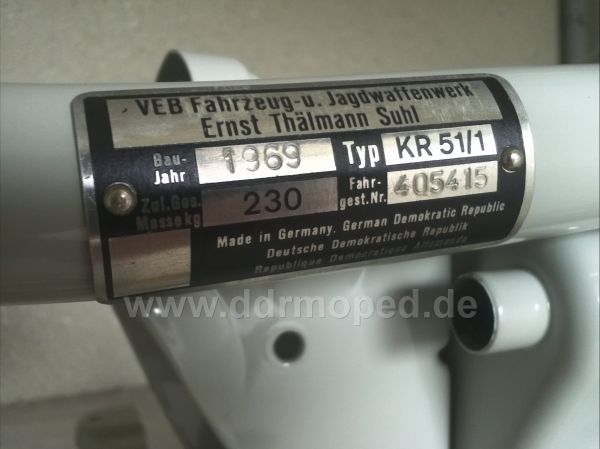 VEB Fahrzeug-u. Jagdwaffenwerk
Ernst Thälmann Suhl
Bau-Jahr 1969 Typ KR 51/1
Zul. Ges. Masse kg 230 Fahr-gest. Nr. 405415
Made in Germany. German Demokratic Republic
Deutsche Demokratische Republik
Republique Democratique Allemande
www.ddrmoped.de